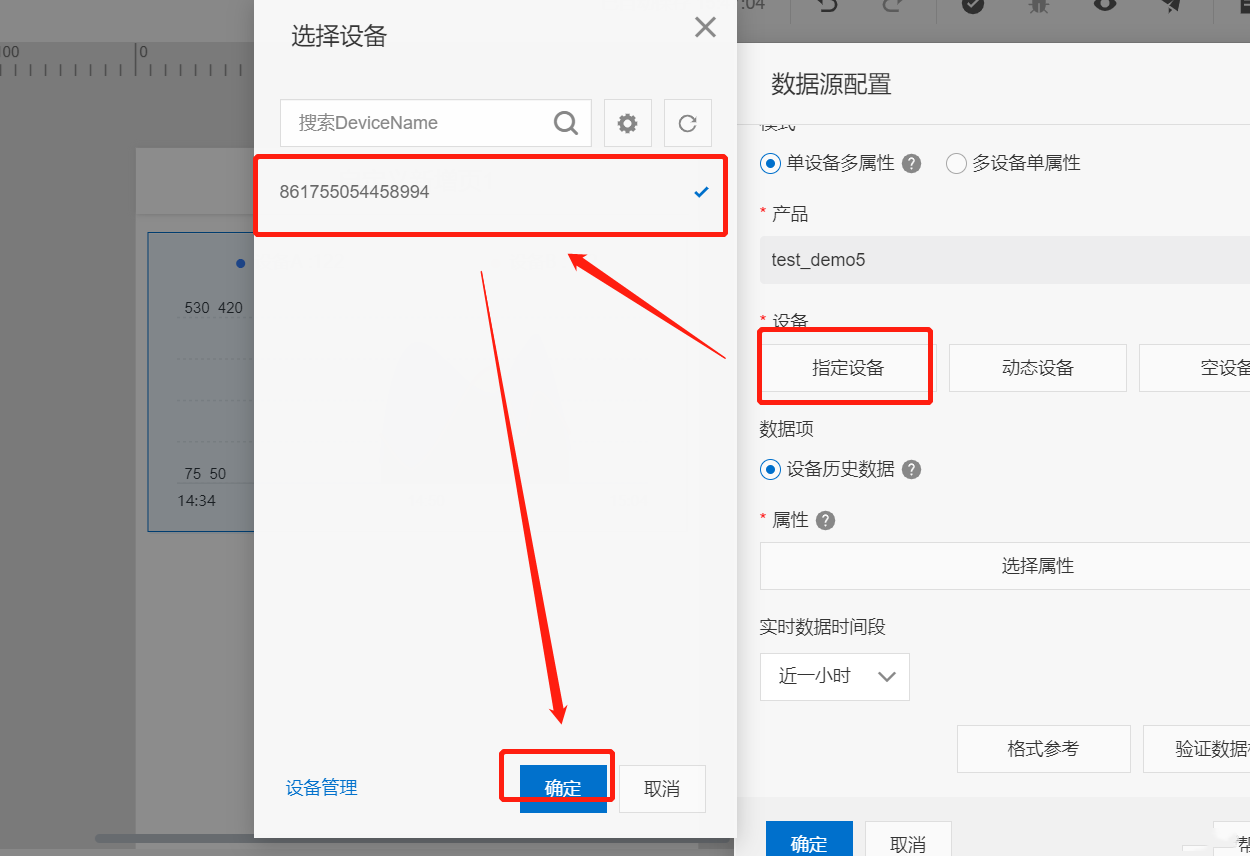 :04
00
0
530 420
75 50
14:34
选择设备
搜索DeviceName
861755054458994
设备管理
确定
取消
数据源配置
模式
单设备多属性 ?
多设备单属性
* 产品
test_demo5
* 设备
指定设备
动态设备
空设备
数据项
设备历史数据 ?
* 属性 ?
选择属性
实时数据时间段
近一小时
格式参考
验证数据
确定
取消
帮